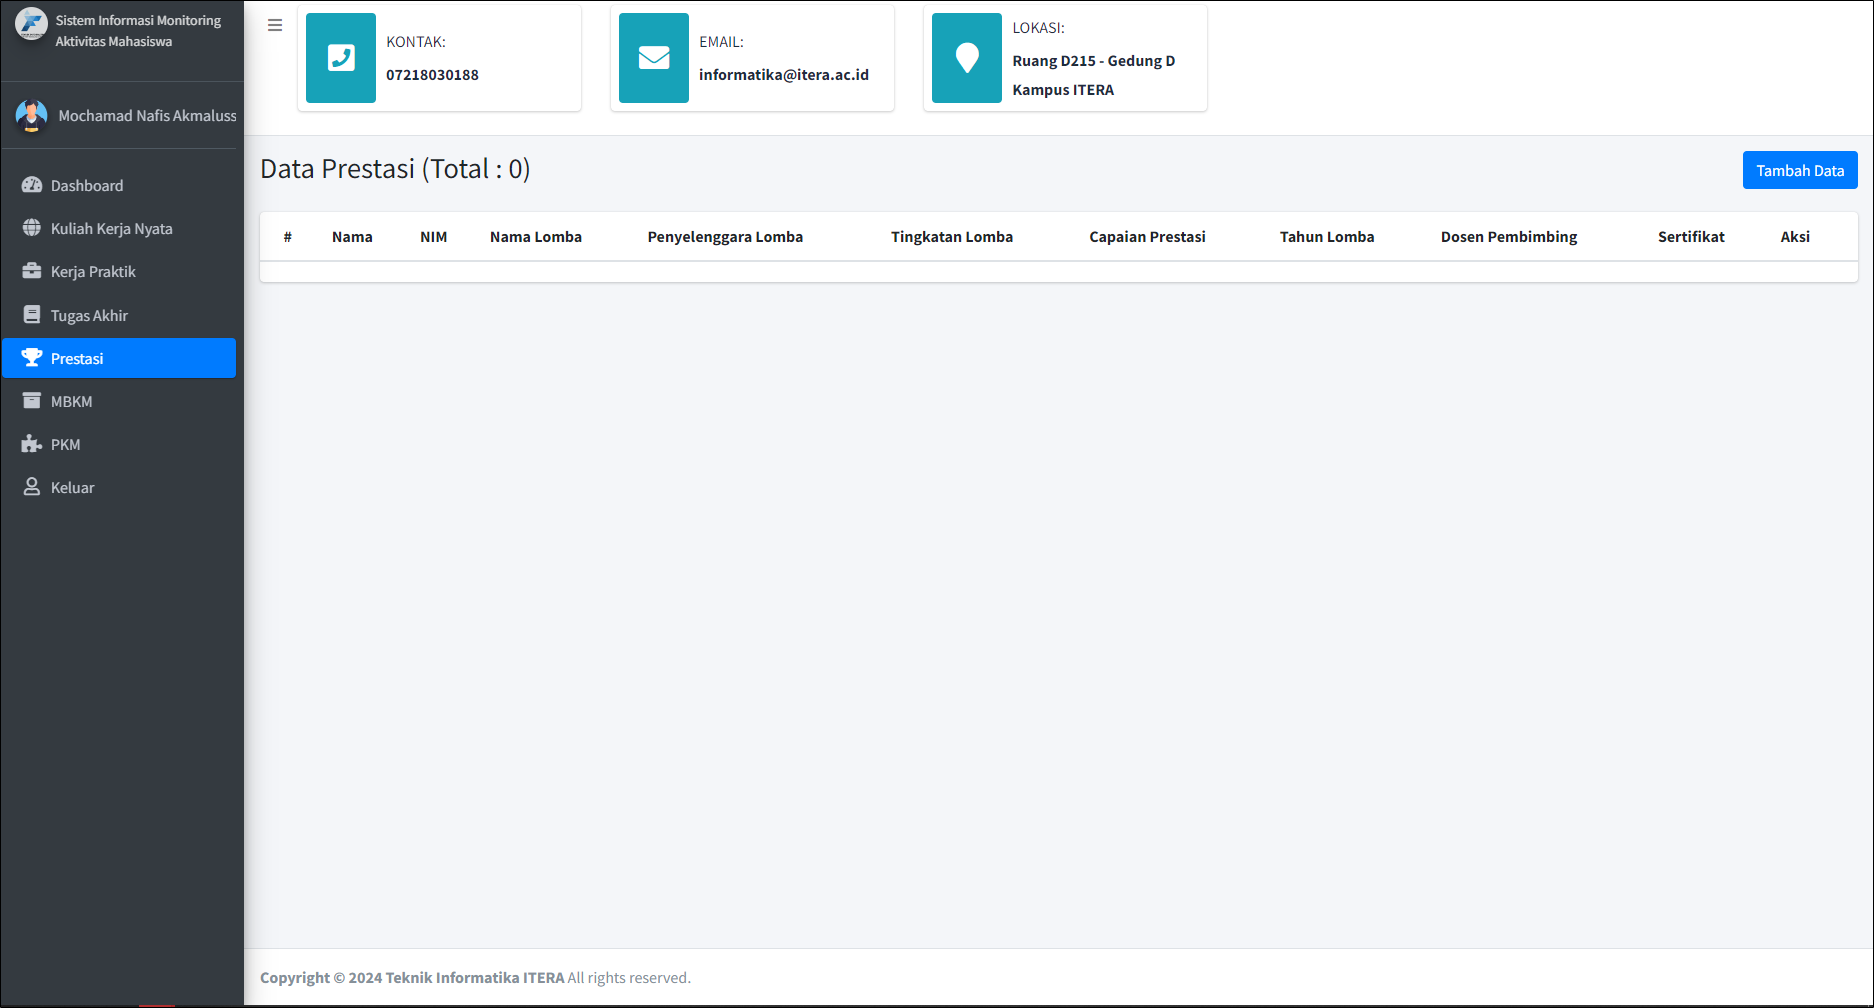 Sistem Informasi Monitoring
Aktivitas Mahasiswa
Mochamad Nafis Akmaluss
Dashboard
Kuliah Kerja Nyata
Kerja Praktik
Tugas Akhir
Prestasi
MBKM
PKM
Keluar
KONTAK:
07218030188
EMAIL:
informatika@itera.ac.id
LOKASI:
Ruang D215 - Gedung D
Kampus ITERA
Data Prestasi (Total : 0)
Tambah Data
# Nama NIM Nama Lomba Penyelenggara Lomba Tingkatan Lomba Capaian Prestasi Tahun Lomba Dosen Pembimbing Sertifikat Aksi
Copyright © 2024 Teknik Informatika ITERA All rights reserved.